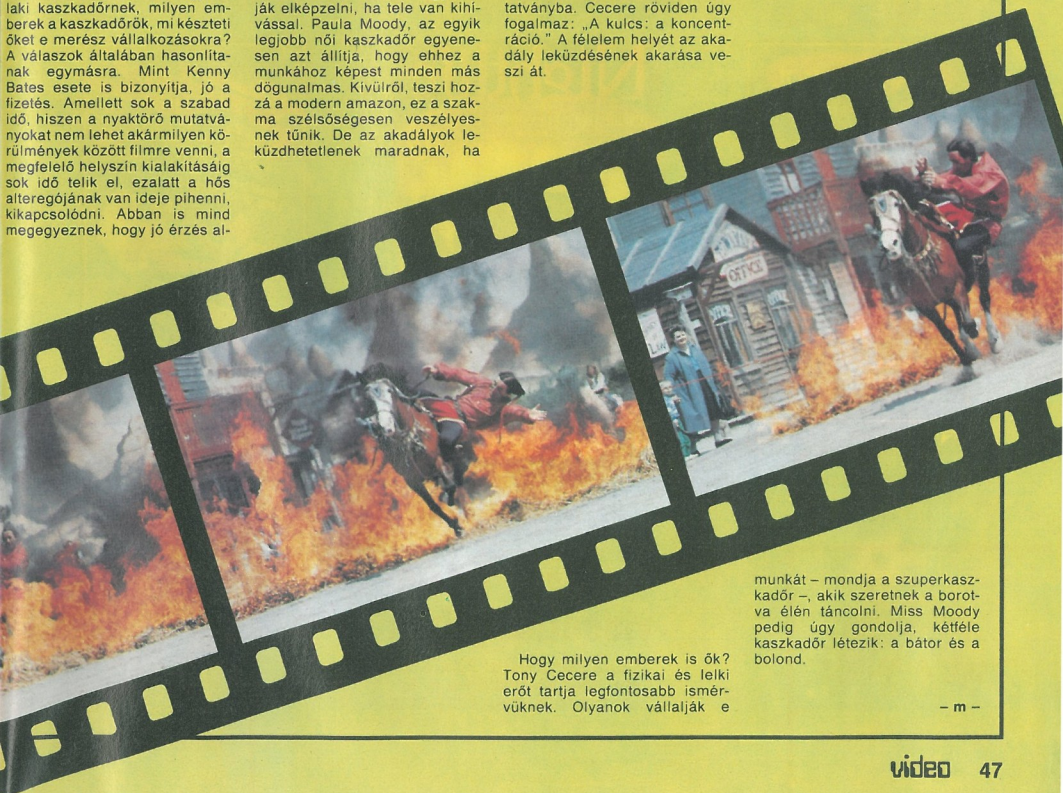 laki kaszkadőrnek, milyen em-
berek a kaszkadőrök, mi készteti
őket e merész vállalkozásokra?
A válaszok általában hasonlíta-
nak egymásra. Mint Kenny
Bates esete is bizonyítja, jó a
fizetés. Amellett sok a szabad
idő, hiszen a nyaktörő mutatvá-
nyokat nem lehet akármilyen kö-
rülmények között filmre venni, a
megfelelő helyszín kialakításáig
sok idő telik el, ezalatt a hős
alteregójának van ideje pihenni,
kikapcsolódni. Abban is mind
megegyeznek, hogy jó érzés al-
ják elképzelni, ha tele van kihí-
vással. Paula Moody, az egyik
legjobb női kaszkadőr egyene-
sen azt állítja, hogy ehhez a
munkához képest minden más
dögunalmas. Kívülről, teszi hoz-
zá a modern amazon, ez a szak-
ma szélsőségesen veszélyes-
nek tűnik. De az akadályok le-
küzdhetetlenek maradnak, ha
tatványba. Cecere röviden úgy
fogalmaz: „A kulcs: a koncent-
ráció." A félelem helyét az aka-
dály leküzdésének akarása ve-
szi át.
OFFICE
Hogy milyen emberek is ők?
Tony Cecere a fizikai és lelki
erőt tartja legfontosabb ismér-
vüknek. Olyanok vállalják e
munkát – mondja a szuperkasz-
kadőr –, akik szeretnek a borot-
va élén táncolni. Miss Moody
pedig úgy gondolja, kétféle
kaszkadőr létezik: a bátor és a
bolond.
– m –
video 47